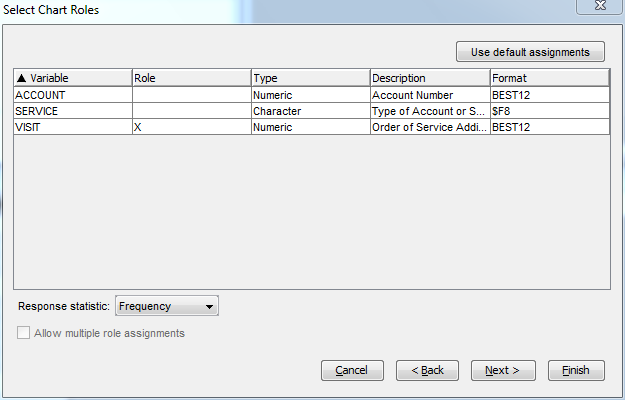 Select Chart Roles
Use default assignments
▲ Variable Role Type Description Format
ACCOUNT Numeric Account Number BEST12
SERVICE Character Type of Account or S... $F8
VISIT X Numeric Order of Service Addi... BEST12
Response statistic: Frequency
Allow multiple role assignments
Cancel < Back Next > Finish